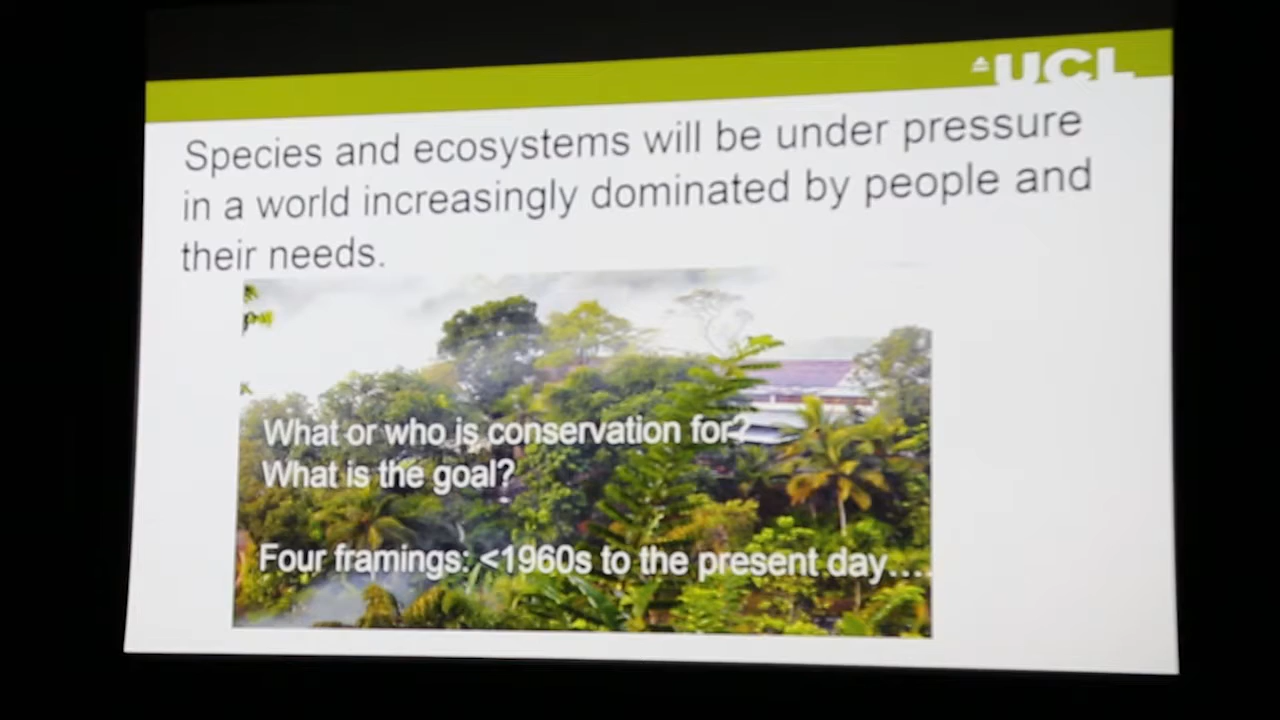 UCL
Species and ecosystems will be under pressure
in a world increasingly dominated by people and
their needs.
What or who is conservation for?
What is the goal?
Four framings: <1960s to the present day....